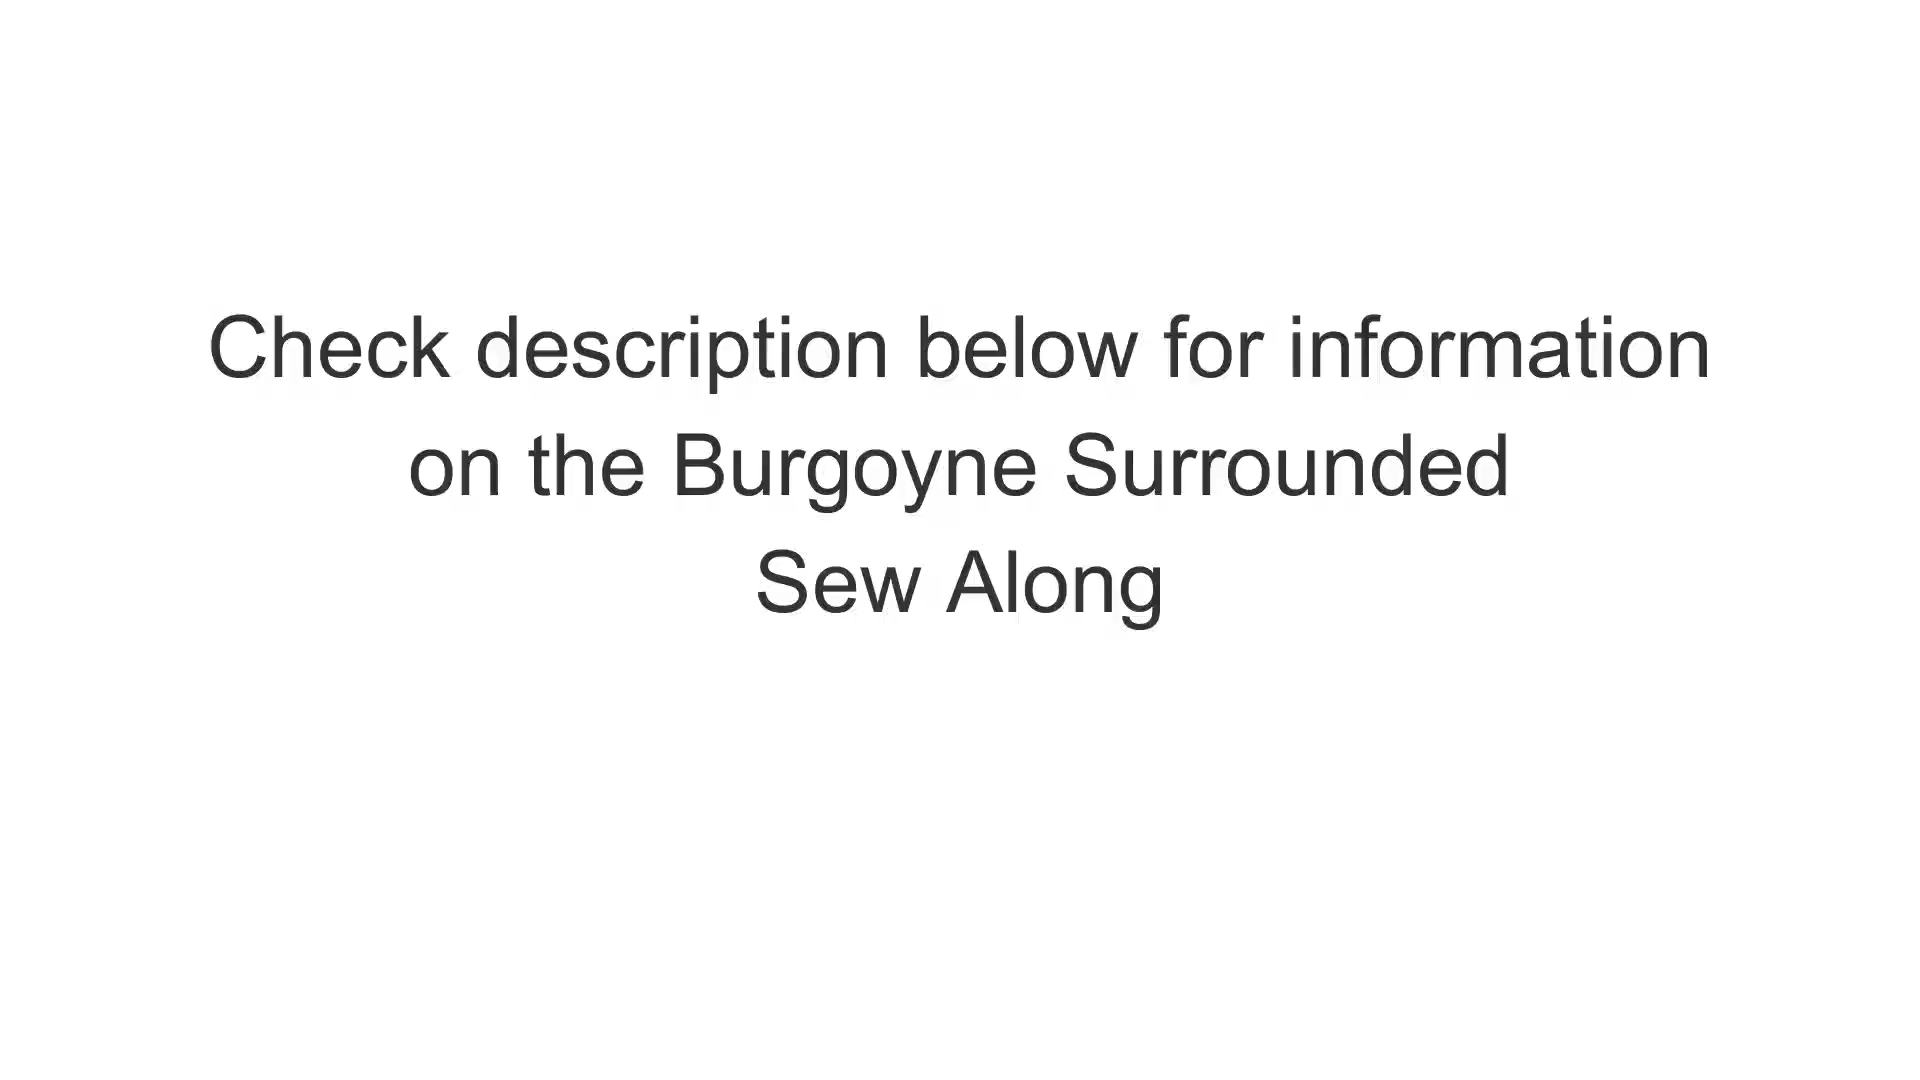 Check description below for information
on the Burgoyne Surrounded
Sew Along